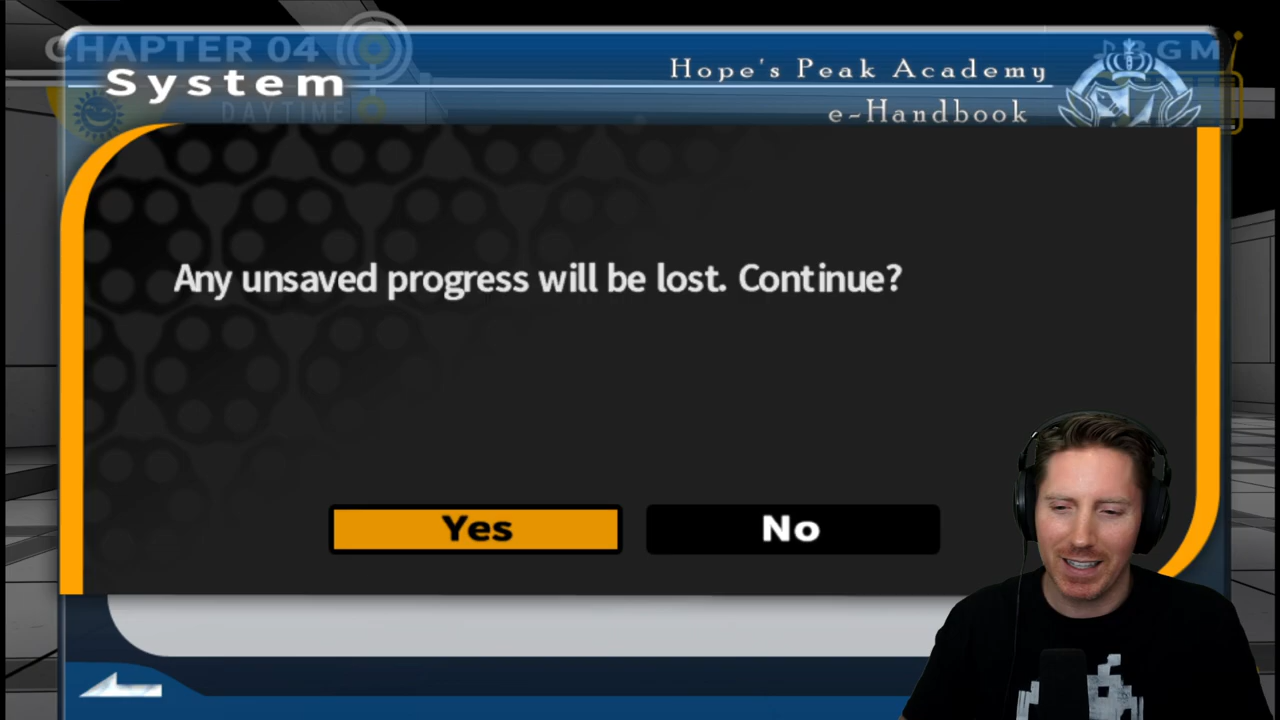 CHAPTER 04
BGM
System
Hope's Peak Academy
DAYTIME
e-Handbook
Any unsaved progress will be lost. Continue?
Yes
No